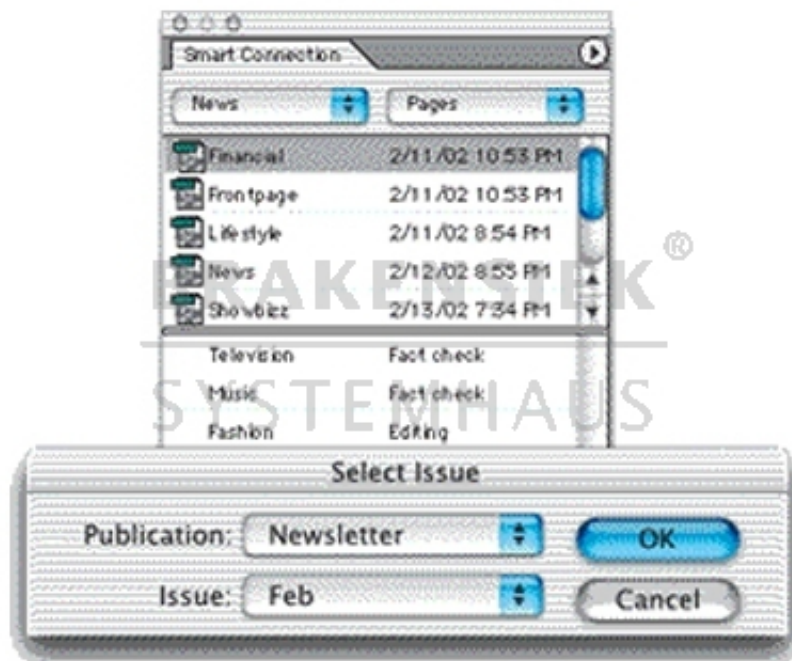 Smart Connection
News Pages
Financial 2/11/02 10:53 PM
Frontpage 2/11/02 10:53 PM
Lifestyle 2/11/02 8:54 PM
News 2/12/02 8:55 PM
BRAKENSIEK®
Showbizz 2/13/02 7:34 PM
Television Fact check
Music Fact check
SYSTEMHAUS
Fashion Editing
Select Issue
Publication: Newsletter OK
Issue: Feb Cancel